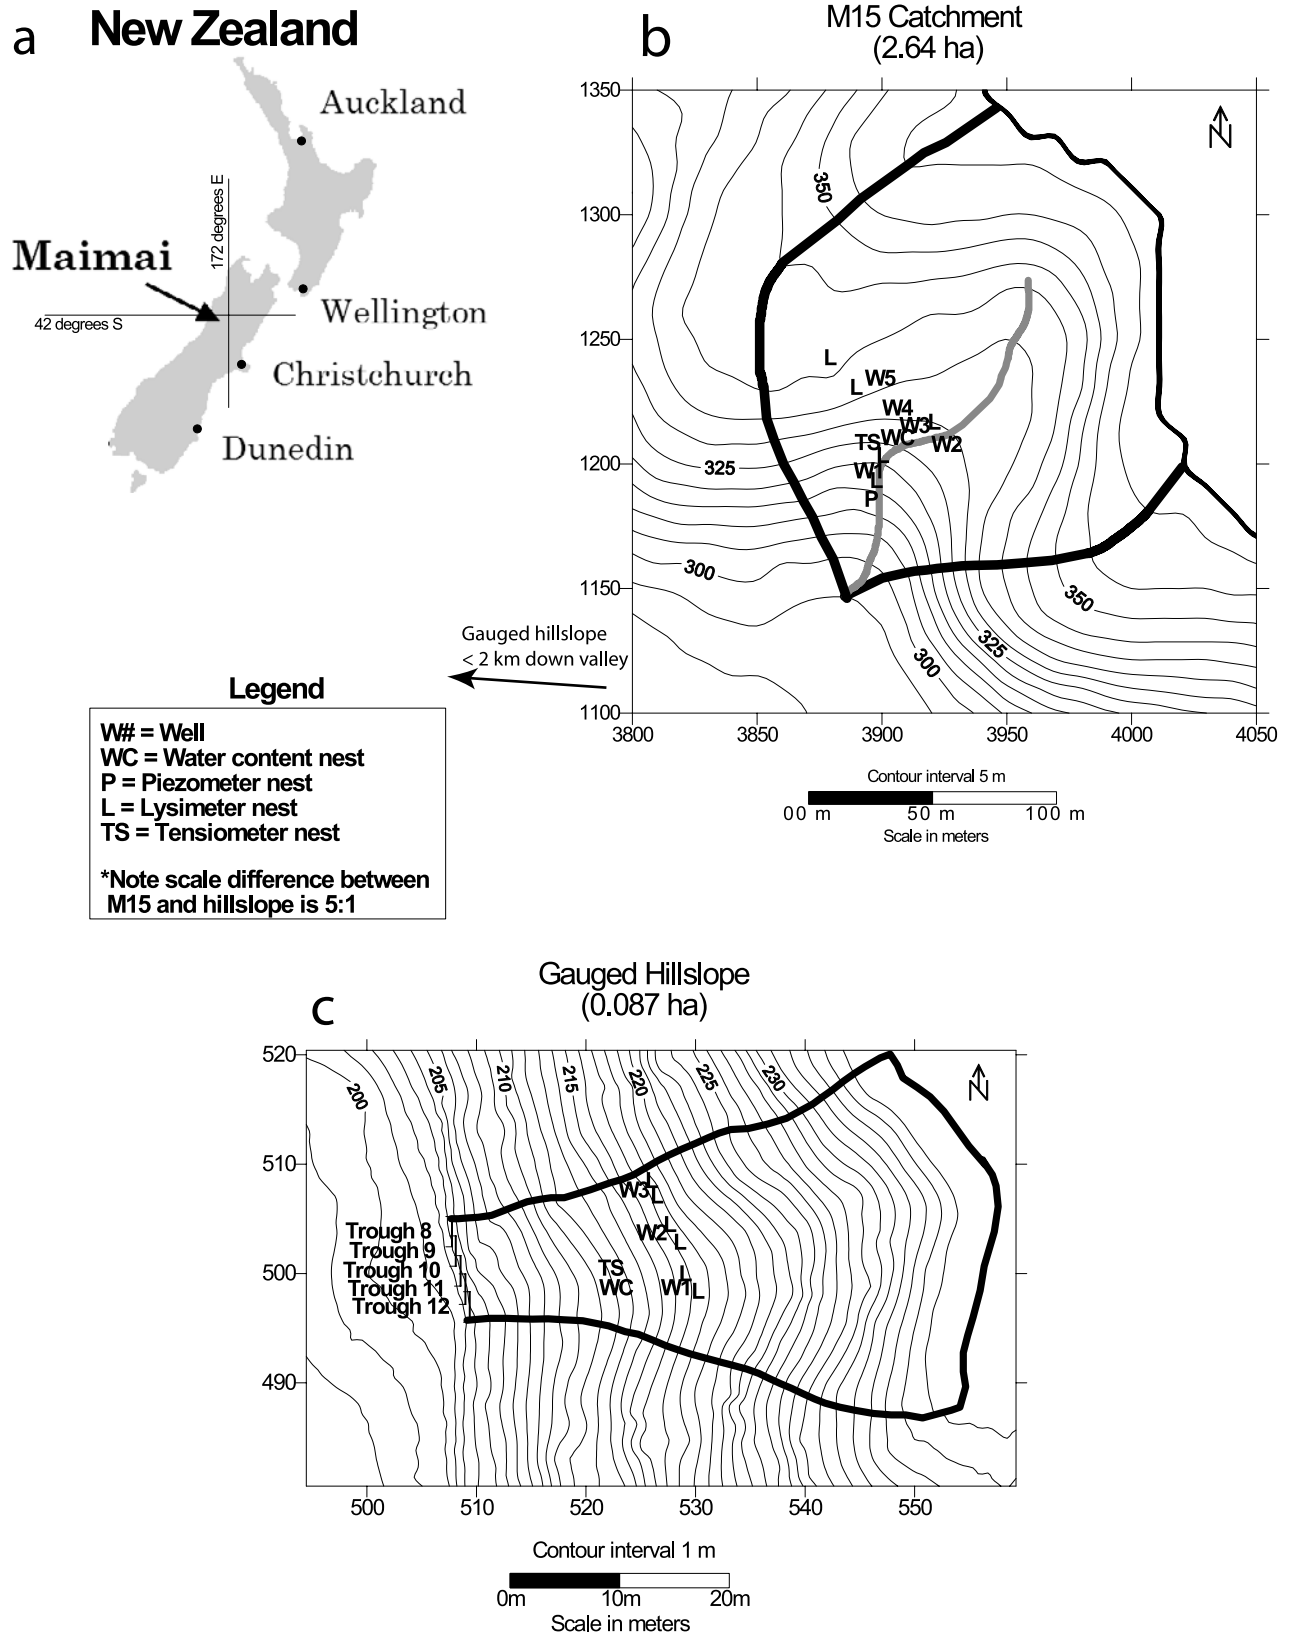 a
New Zealand
Auckland
172 degrees E
Maimai
42 degrees S
Wellington
Christchurch
Dunedin
b
M15 Catchment
(2.64 ha)
N
1350
1300
1250
1200
1150
1100
3800
3850
3900
3950
4000
4050
350
325
300
350
325
300
L
L
W5
W4
W3
L
WC
W2
TS
L
W1
L
P
Contour interval 5 m
00 m 50 m 100 m
Scale in meters
Gauged hillslope
< 2 km down valley
Legend
W# = Well
WC = Water content nest
P = Piezometer nest
L = Lysimeter nest
TS = Tensiometer nest
*Note scale difference between
M15 and hillslope is 5:1
c
Gauged Hillslope
(0.087 ha)
N
520
510
500
490
500
510
520
530
540
550
200
205
210
215
220
225
230
L
W3
L
L
W2
L
TS
WC
L
W1
L
Trough 8
Trough 9
Trough 10
Trough 11
Trough 12
Contour interval 1 m
0m 10m 20m
Scale in meters